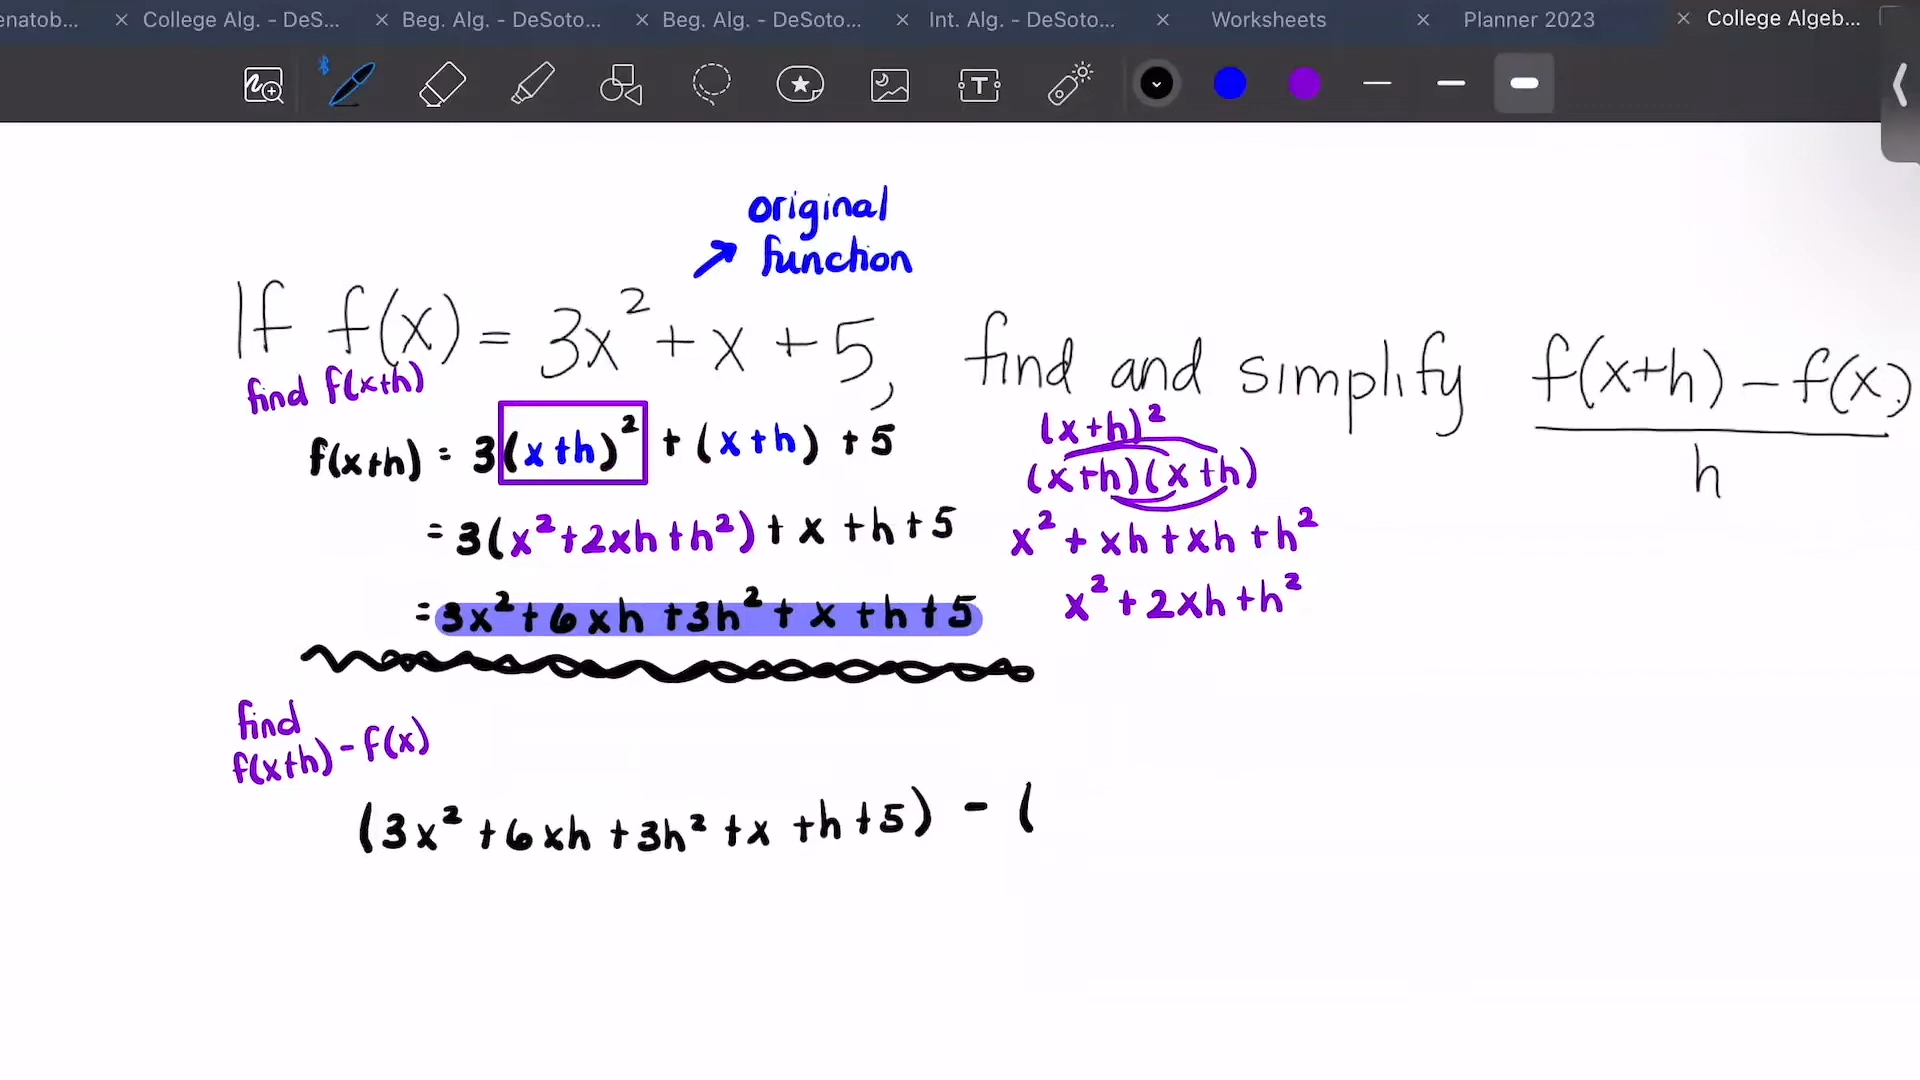 enatob... × College Alg. - DeS... × Beg. Alg. - DeSoto... × Beg. Alg. - DeSoto... × Int. Alg. - DeSoto... × Worksheets × Planner 2023 × College Algeb...
original
↗ function
If f(x) = 3x² + x + 5, find and simplify f(x+h) - f(x)
h
find f(x+h)
f(x+h) = 3(x+h)² + (x+h) + 5
= 3(x² + 2xh + h²) + x + h + 5
= 3x² + 6xh + 3h² + x + h + 5
(x+h)²
(x+h)(x+h)
x² + xh + xh + h²
x² + 2xh + h²
find
f(x+h) - f(x)
(3x² + 6xh + 3h² + x + h + 5) - (